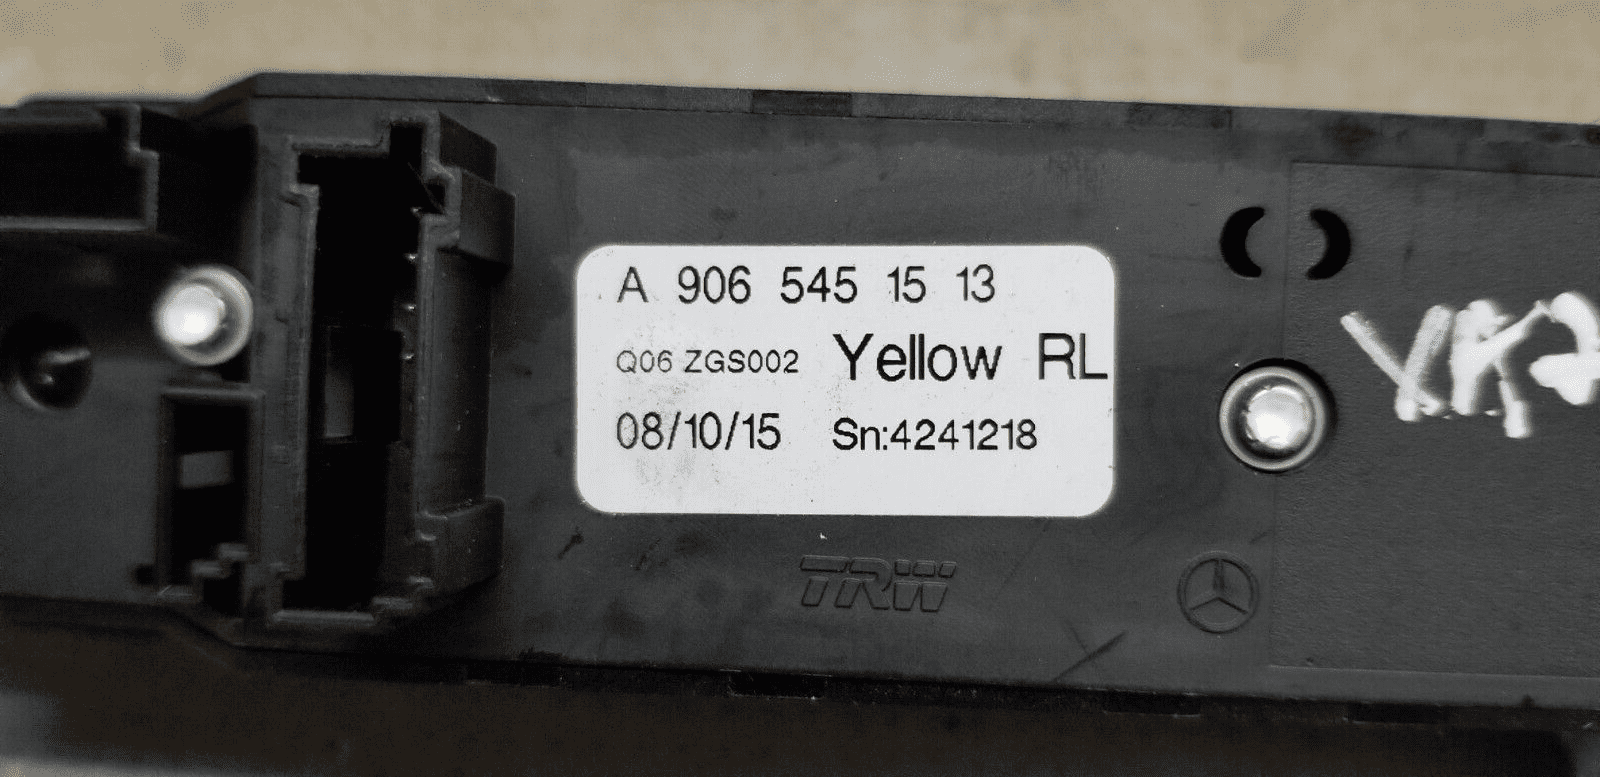 A 906 545 15 13
Q06 ZGS002 Yellow RL
08/10/15 Sn:4241218
TRW